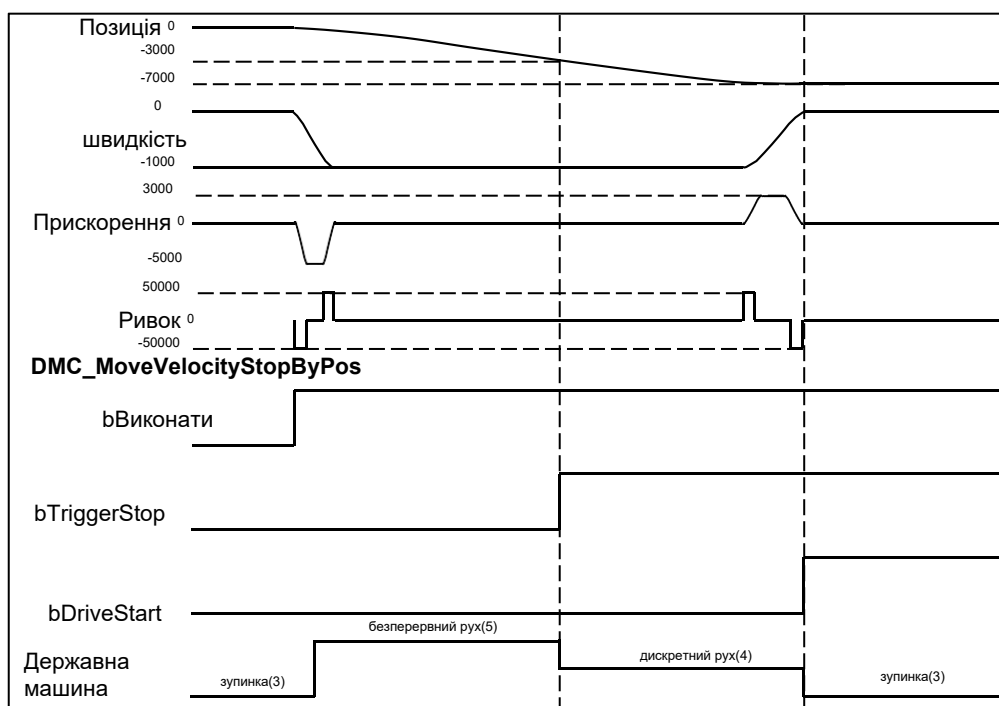 Позиція 0
-3000
-7000
0
швидкість
-1000
3000
Прискорення 0
-5000
50000
Ривок 0
-50000
DMC_MoveVelocityStopByPos
bВиконати
bTriggerStop
bDriveStart
безперервний рух(5)
Державна
машина
зупинка(3)
дискретний рух(4)
зупинка(3)